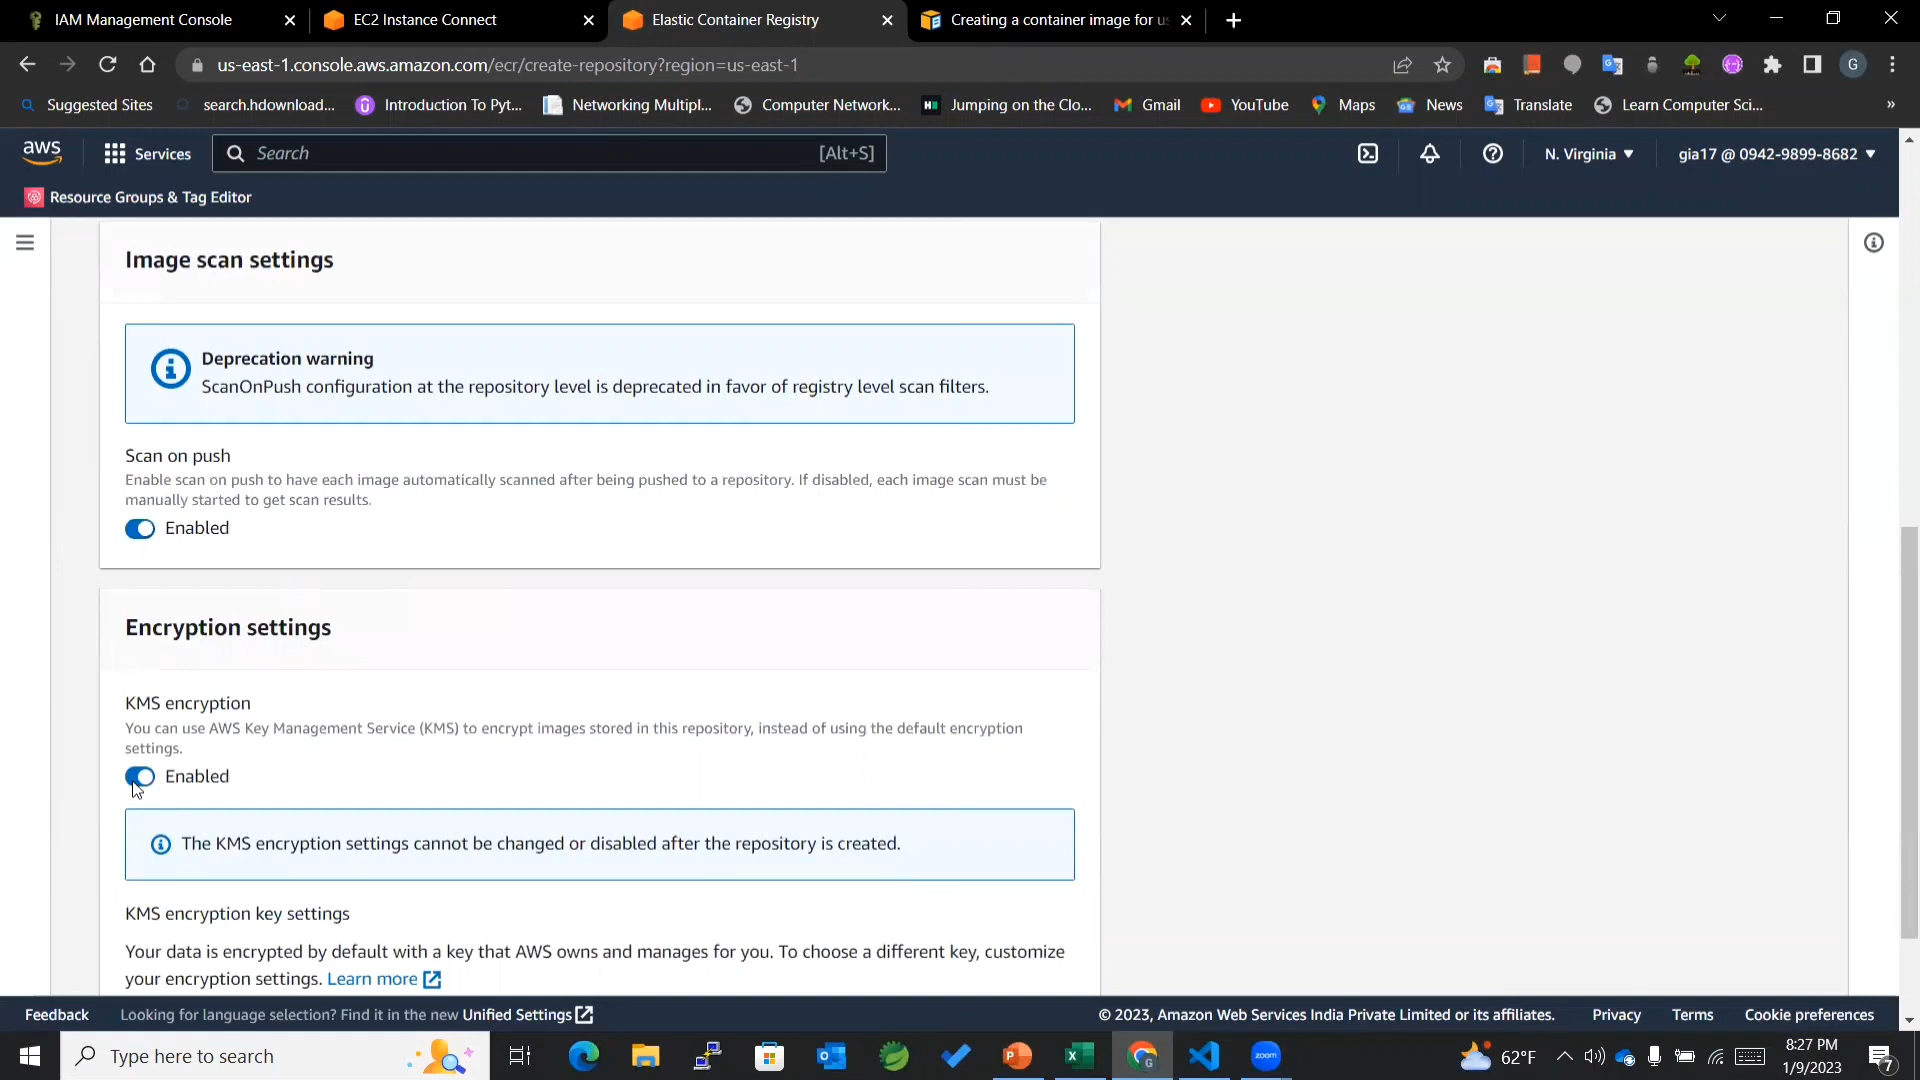 IAM Management Console
EC2 Instance Connect
Elastic Container Registry
Creating a container image for us
us-east-1.console.aws.amazon.com/ecr/create-repository?region=us-east-1
G
Suggested Sites
search.hdownload...
Introduction To Pyt...
Networking Multipl...
Computer Network...
Jumping on the Clo...
Gmail
YouTube
Maps
News
Translate
Learn Computer Sci...
»
aws
Services
Search
[Alt+S]
N. Virginia
gia17 @ 0942-9899-8682
Resource Groups & Tag Editor
Image scan settings
Deprecation warning
ScanOnPush configuration at the repository level is deprecated in favor of registry level scan filters.
Scan on push
Enable scan on push to have each image automatically scanned after being pushed to a repository. If disabled, each image scan must be
manually started to get scan results.
Enabled
Encryption settings
KMS encryption
You can use AWS Key Management Service (KMS) to encrypt images stored in this repository, instead of using the default encryption
settings.
Enabled
The KMS encryption settings cannot be changed or disabled after the repository is created.
KMS encryption key settings
Your data is encrypted by default with a key that AWS owns and manages for you. To choose a different key, customize
your encryption settings. Learn more
Feedback
Looking for language selection? Find it in the new Unified Settings
© 2023, Amazon Web Services India Private Limited or its affiliates.
Privacy
Terms
Cookie preferences
Type here to search
zoom
62°F
8:27 PM
1/9/2023
7